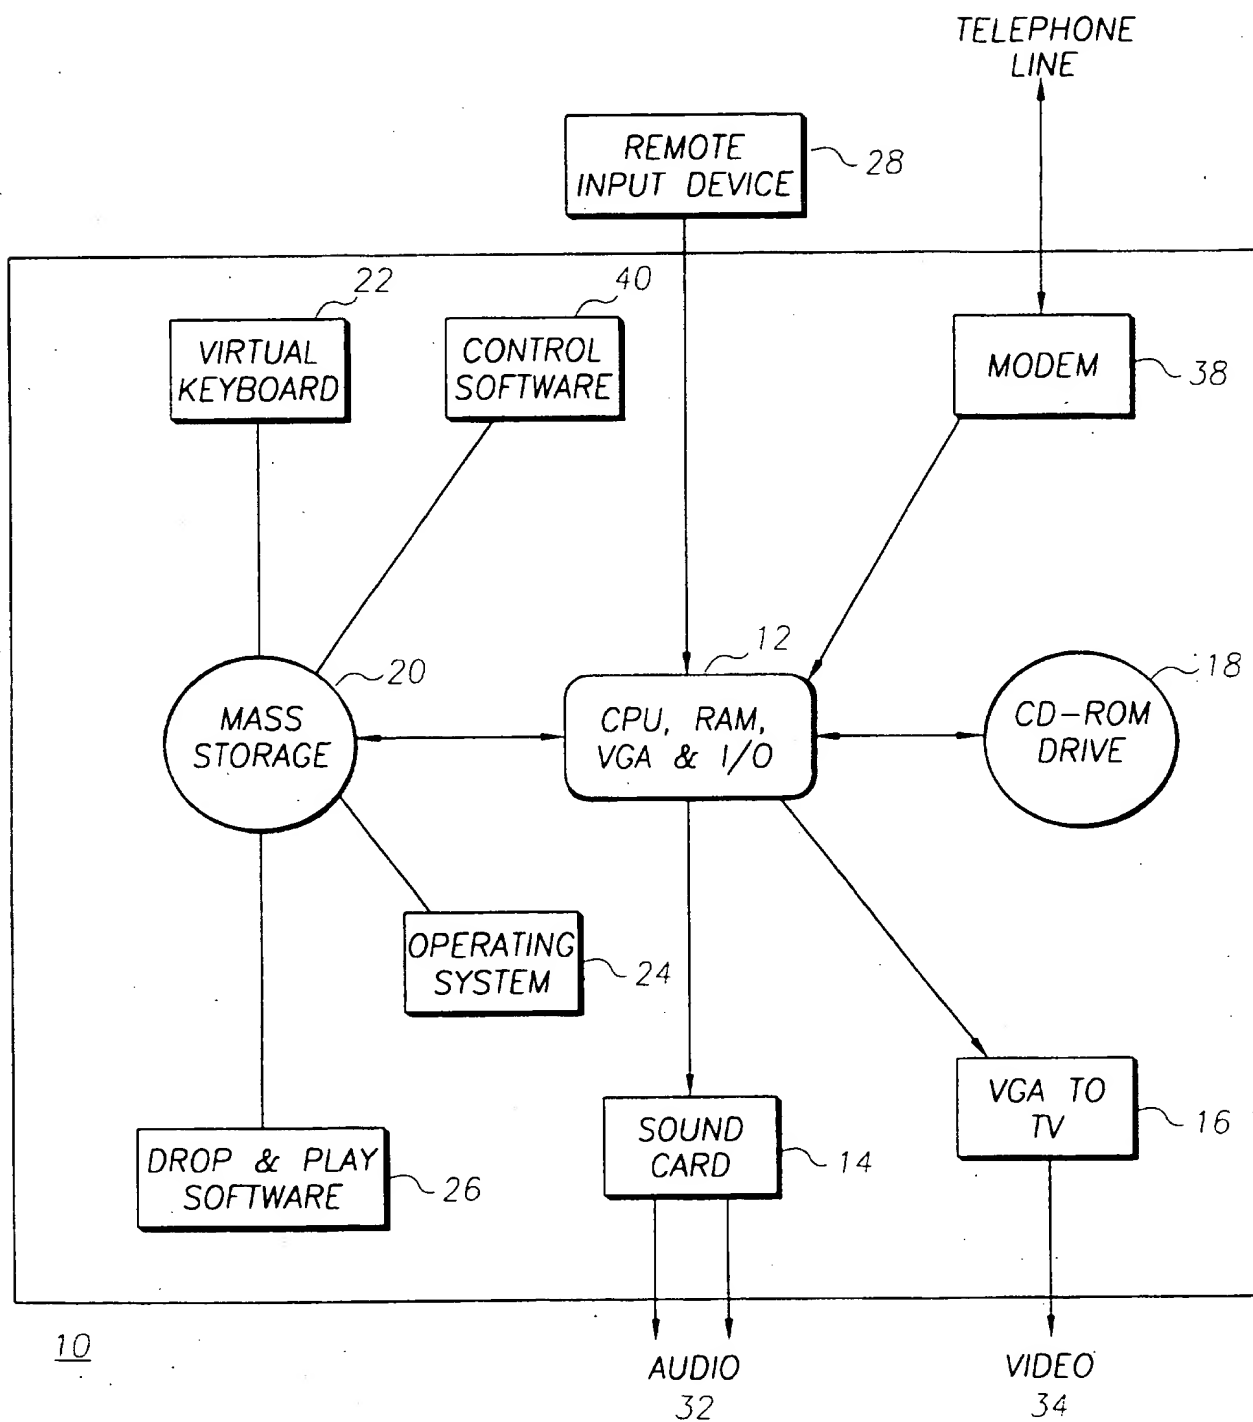 TELEPHONE
LINE
REMOTE
INPUT DEVICE
28
22
40
VIRTUAL
KEYBOARD
CONTROL
SOFTWARE
MODEM
38
20
12
18
MASS
STORAGE
CPU, RAM,
VGA & I/O
CD-ROM
DRIVE
OPERATING
SYSTEM
24
VGA TO
TV
16
DROP & PLAY
SOFTWARE
26
SOUND
CARD
14
10
AUDIO
32
VIDEO
34